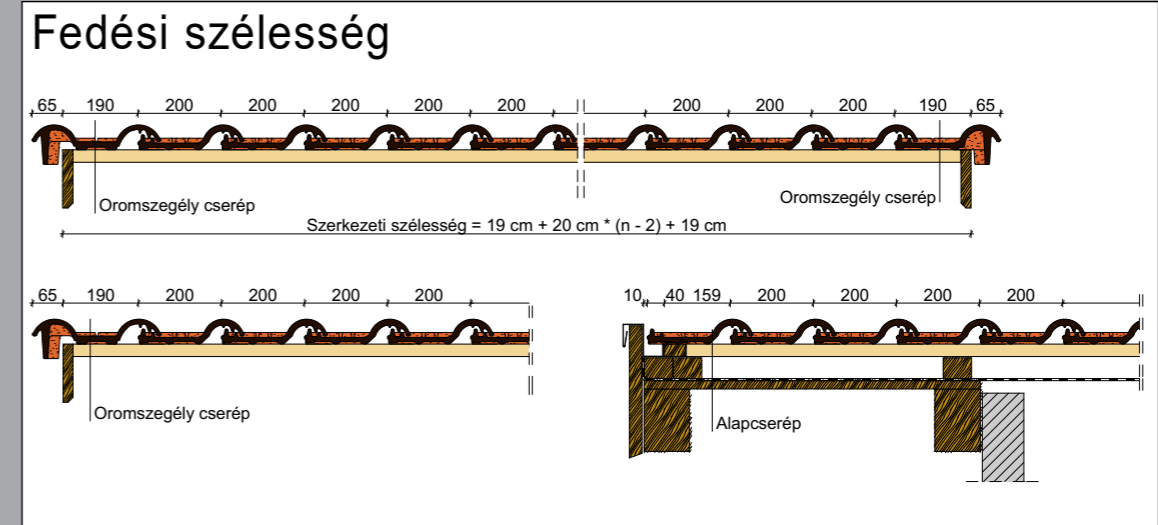 Fedési szélesség
65 190 200 200 200 200 200 200 200 200 190 65
Oromszegély cserép
Oromszegély cserép
Szerkezeti szélesség = 19 cm + 20 cm * (n - 2) + 19 cm
65 190 200 200 200 200
10 40 159 200 200 200 200
Oromszegély cserép
Alapcserép